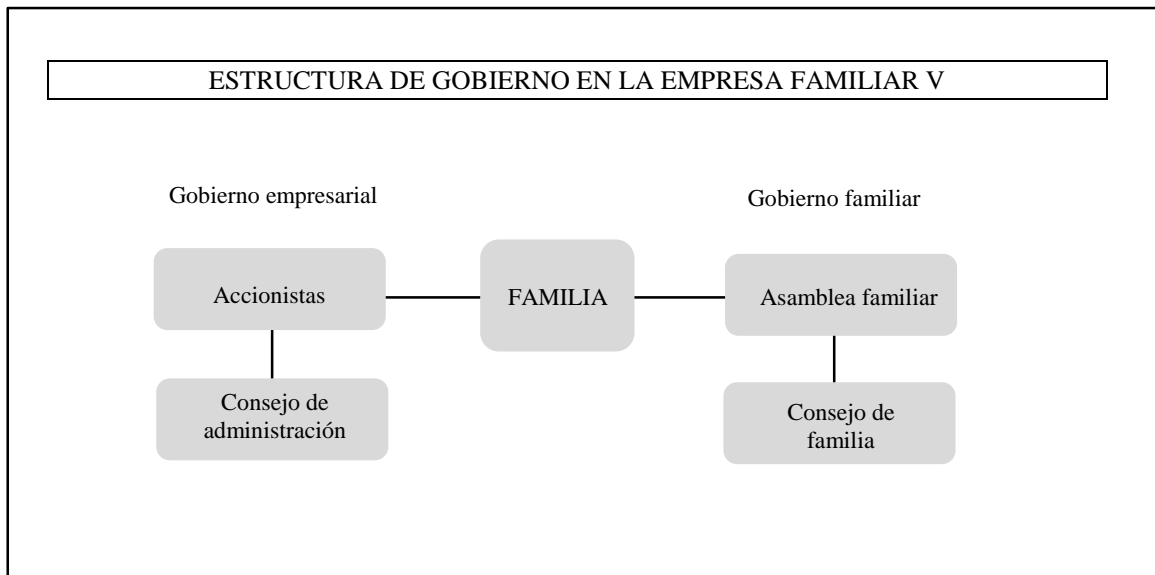 ESTRUCTURA DE GOBIERNO EN LA EMPRESA FAMILIAR V
Gobierno empresarial
Gobierno familiar
Accionistas
FAMILIA
Asamblea familiar
Consejo de
administración
Consejo de
familia